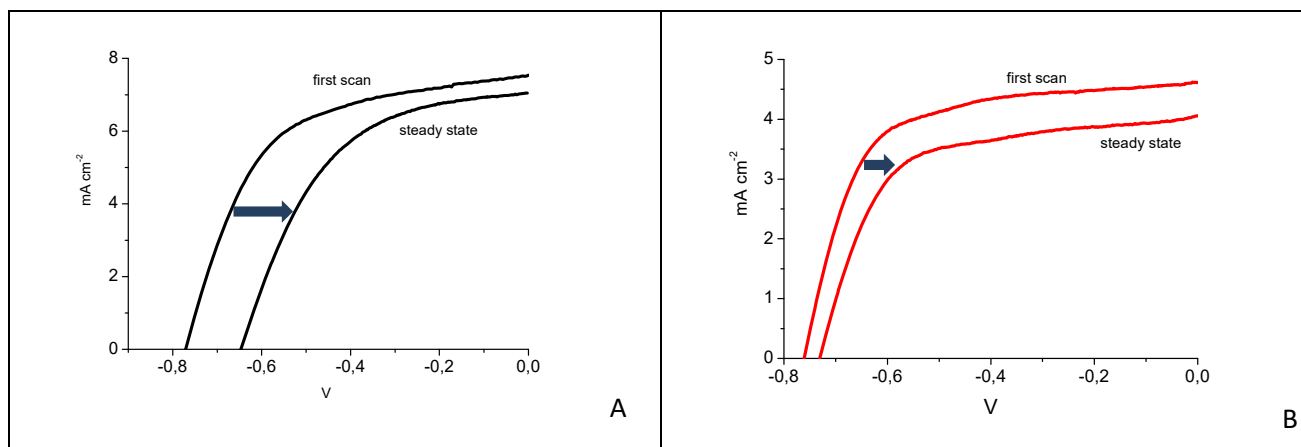 8
6
4
2
0
-0,8
-0,6
-0,4
-0,2
0,0
mA cm-2
V
first scan
steady state
A
5
4
3
2
1
0
-0,8
-0,6
-0,4
-0,2
0,0
mA cm-2
V
first scan
steady state
B